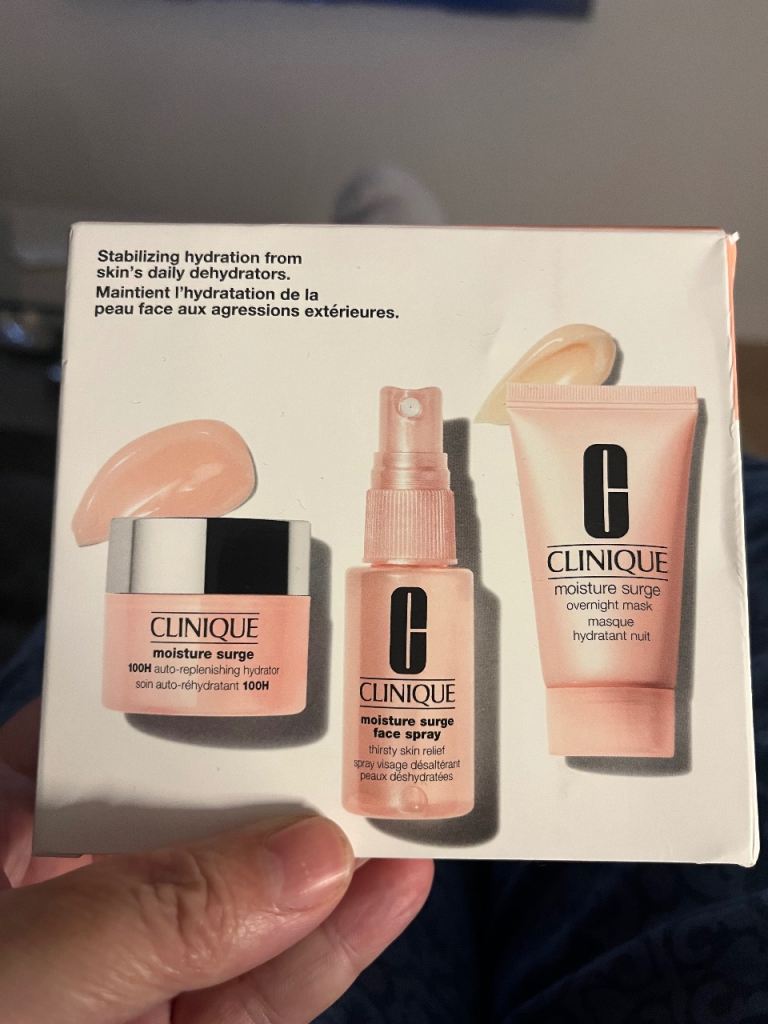 Stabilizing hydration from
skin's daily dehydrators.
Maintient l'hydratation de la
peau face aux agressions extérieures.
CLINIQUE
moisture surge
100H auto-replenishing hydrator
soin auto-réhydratant 100H
CLINIQUE
moisture surge
face spray
thirsty skin relief
spray visage désaltérant
peaux déshydratées
CLINIQUE
moisture surge
overnight mask
masque
hydratant nuit